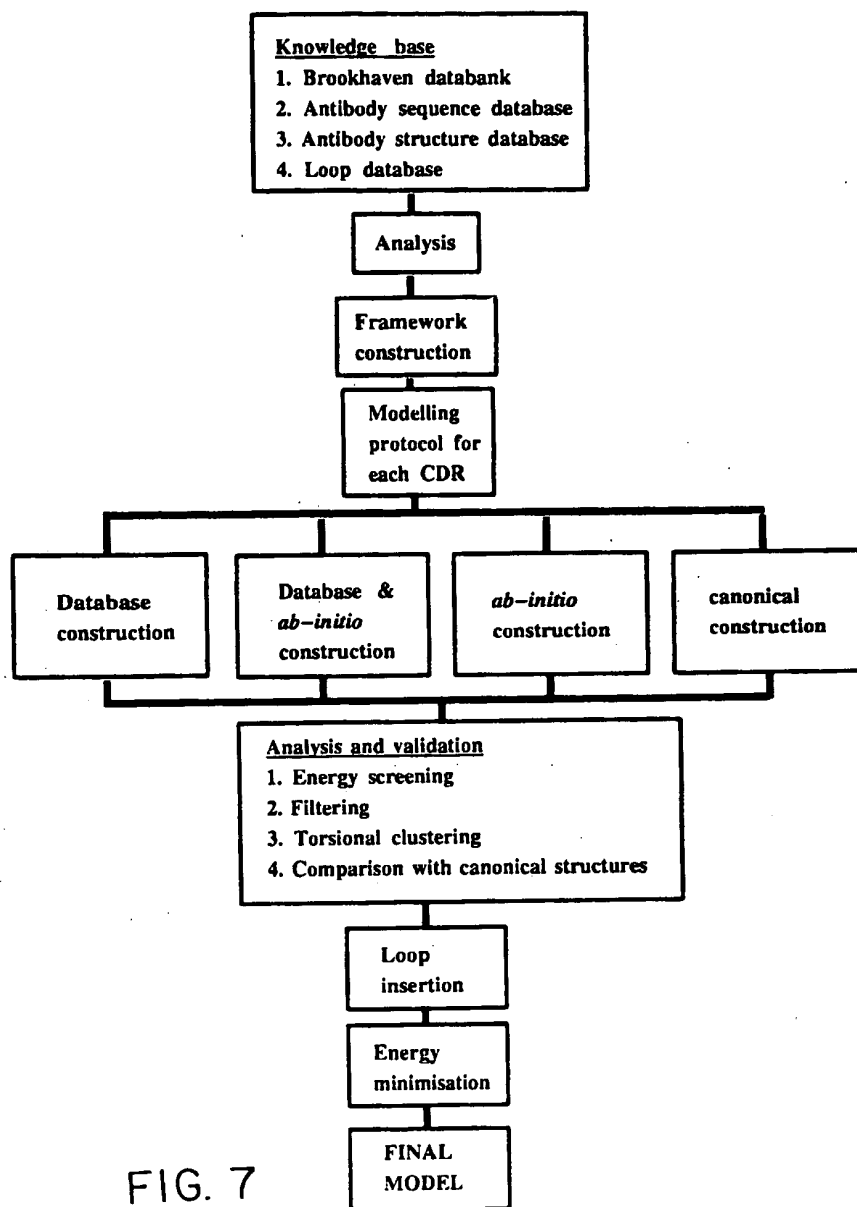 Knowledge base
1. Brookhaven databank
2. Antibody sequence database
3. Antibody structure database
4. Loop database
Analysis
Framework
construction
Modelling
protocol for
each CDR
Database
construction
Database &
ab-initio
construction
ab-initio
construction
canonical
construction
Analysis and validation
1. Energy screening
2. Filtering
3. Torsional clustering
4. Comparison with canonical structures
Loop
insertion
Energy
minimisation
FINAL
MODEL
FIG. 7